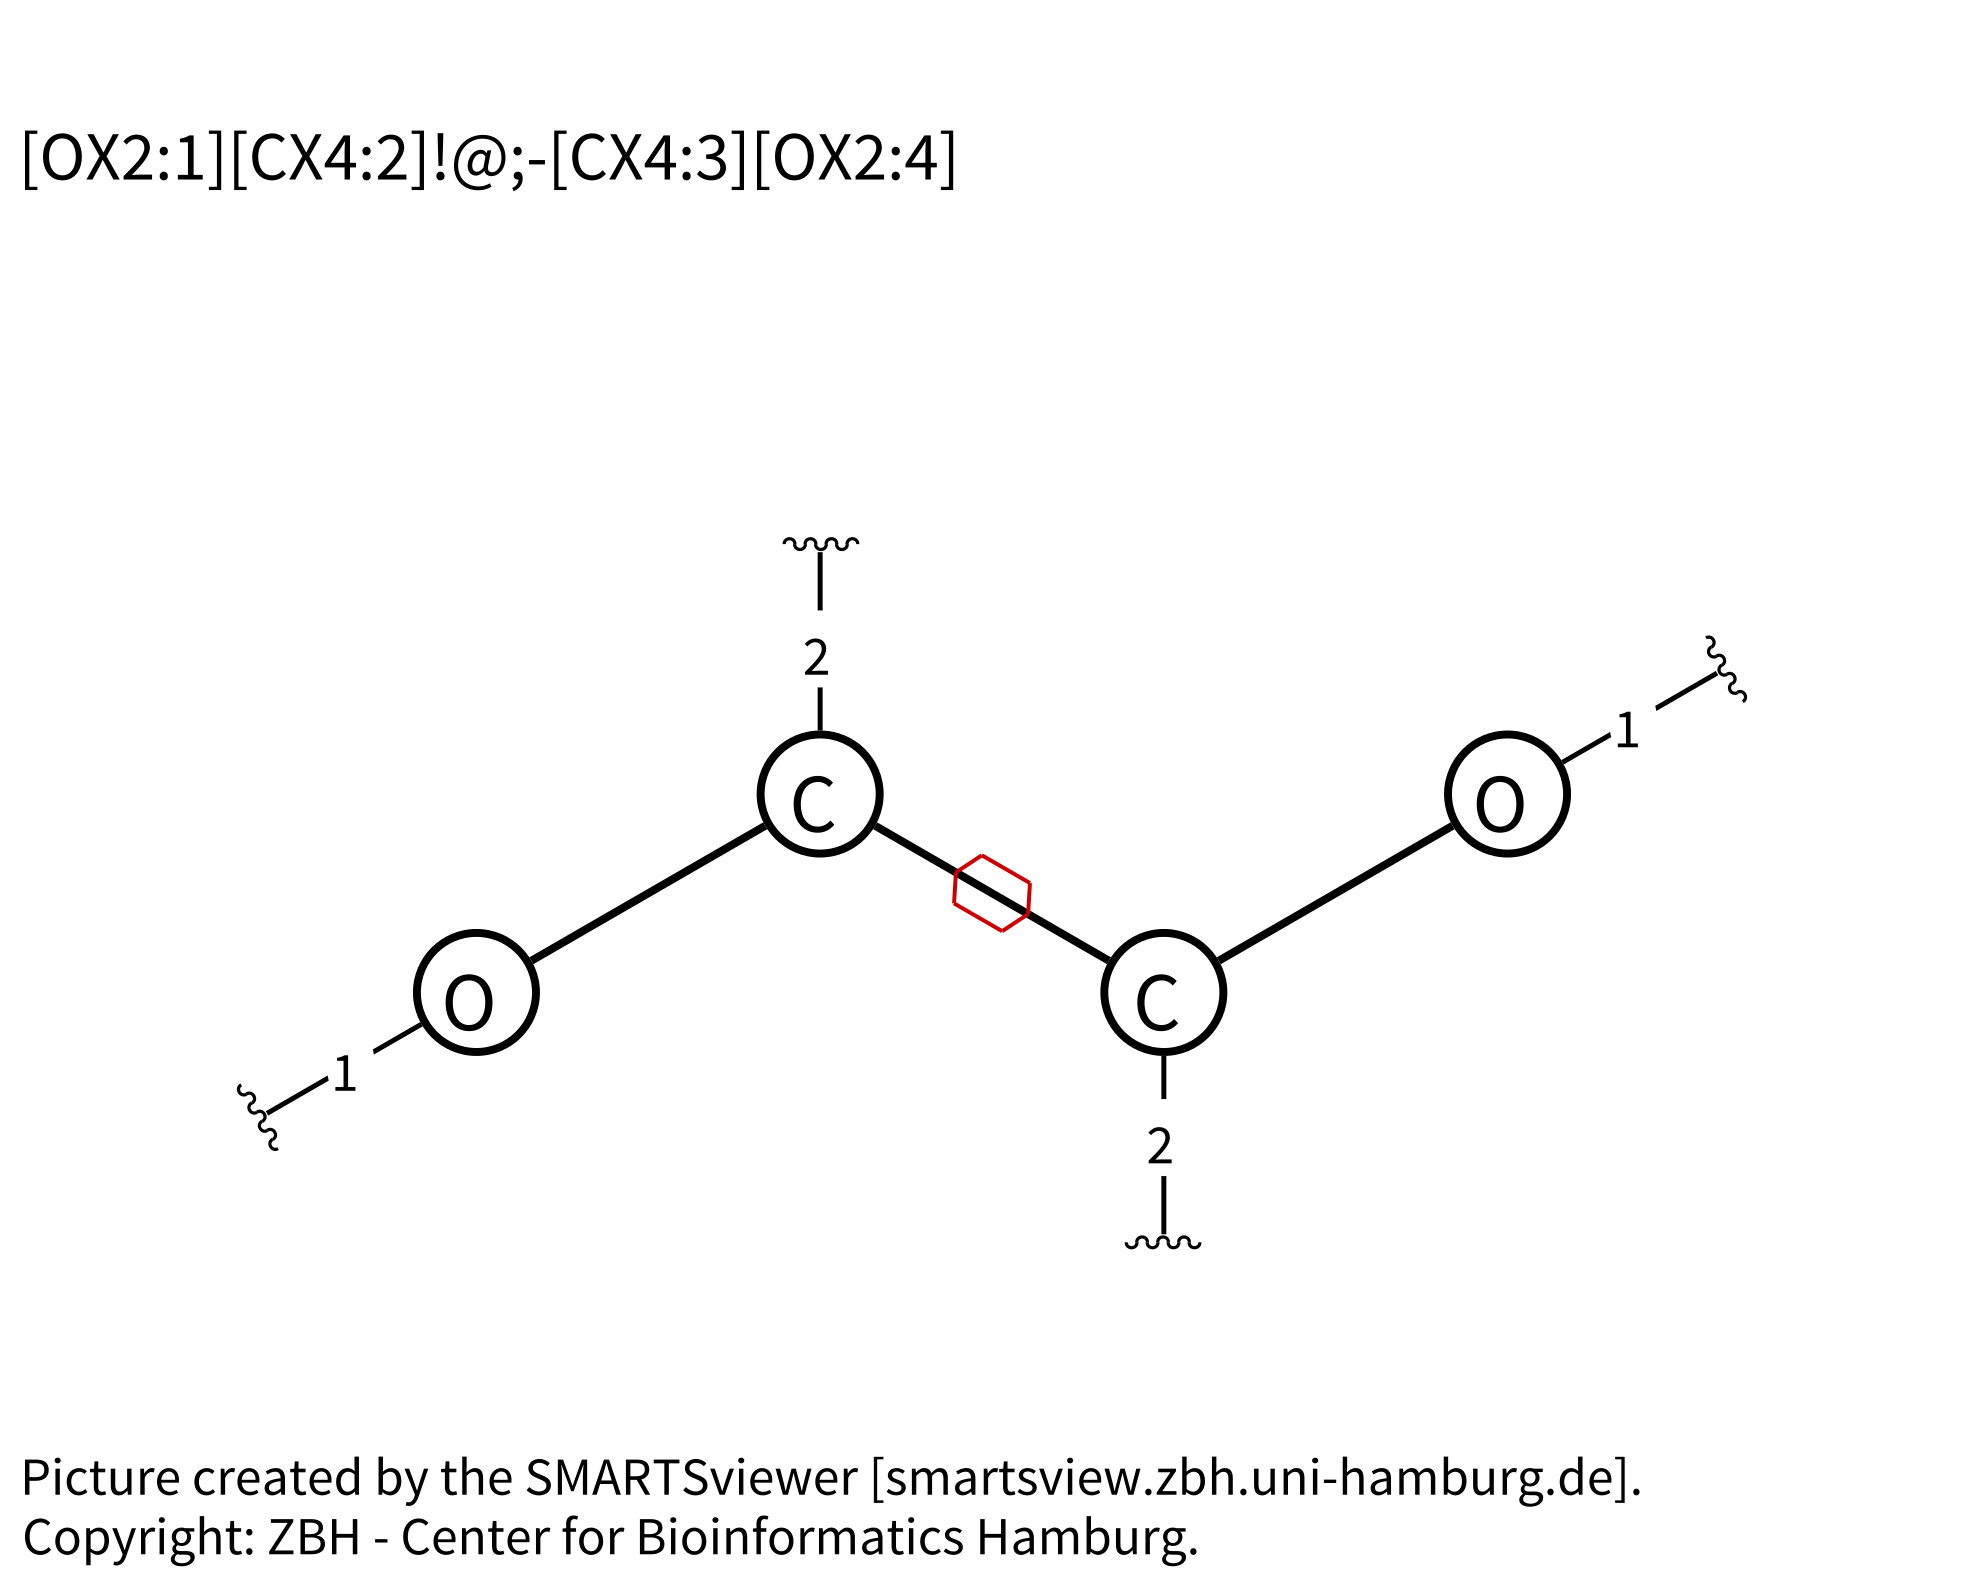 [OX2:1][CX4:2]!@;-[CX4:3][OX2:4]
2
1
C
O
O
C
1
2
Picture created by the SMARTSviewer [smartsview.zbh.uni-hamburg.de].
Copyright: ZBH - Center for Bioinformatics Hamburg.